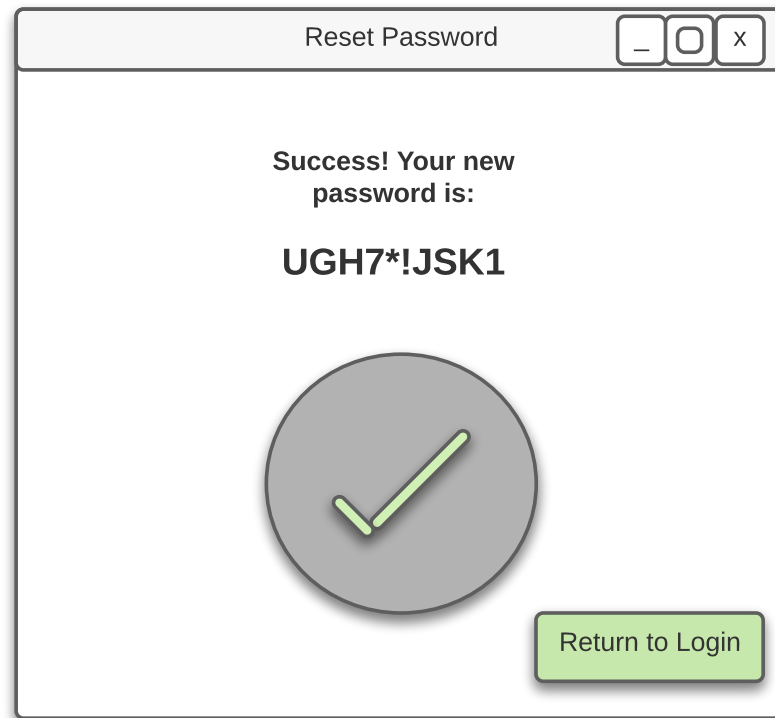 Reset Password
_
x
Success! Your new
password is:
UGH7*!JSK1
Return to Login